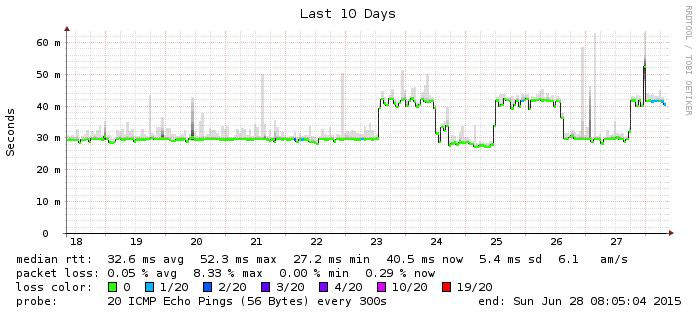 Last 10 Days
RRDTOOL / TOBI OETIKER
Seconds
60 m
50 m
40 m
30 m
20 m
10 m
0
18 19 20 21 22 23 24 25 26 27
median rtt: 32.6 ms avg 52.3 ms max 27.2 ms min 40.5 ms now 5.4 ms sd 6.1 am/s
packet loss: 0.05 % avg 8.33 % max 0.00 % min 0.29 % now
loss color: 0 1/20 2/20 3/20 4/20 10/20 19/20
probe: 20 ICMP Echo Pings (56 Bytes) every 300s end: Sun Jun 28 08:05:04 2015